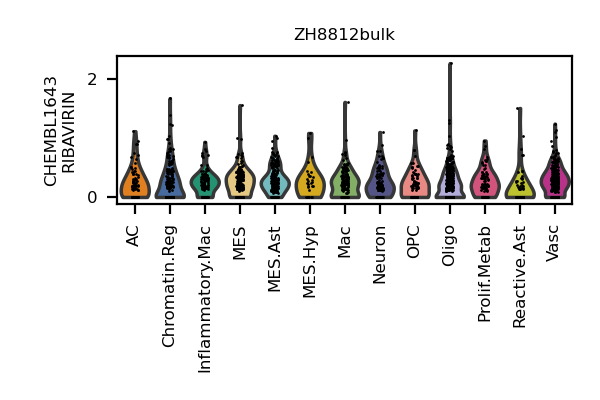 ZH8812bulk
CHEMBL1643
RIBAVIRIN
2
0
AC
Chromatin.Reg
Inflammatory.Mac
MES
MES.Ast
MES.Hyp
Mac
Neuron
OPC
Oligo
Prolif.Metab
Reactive.Ast
Vasc